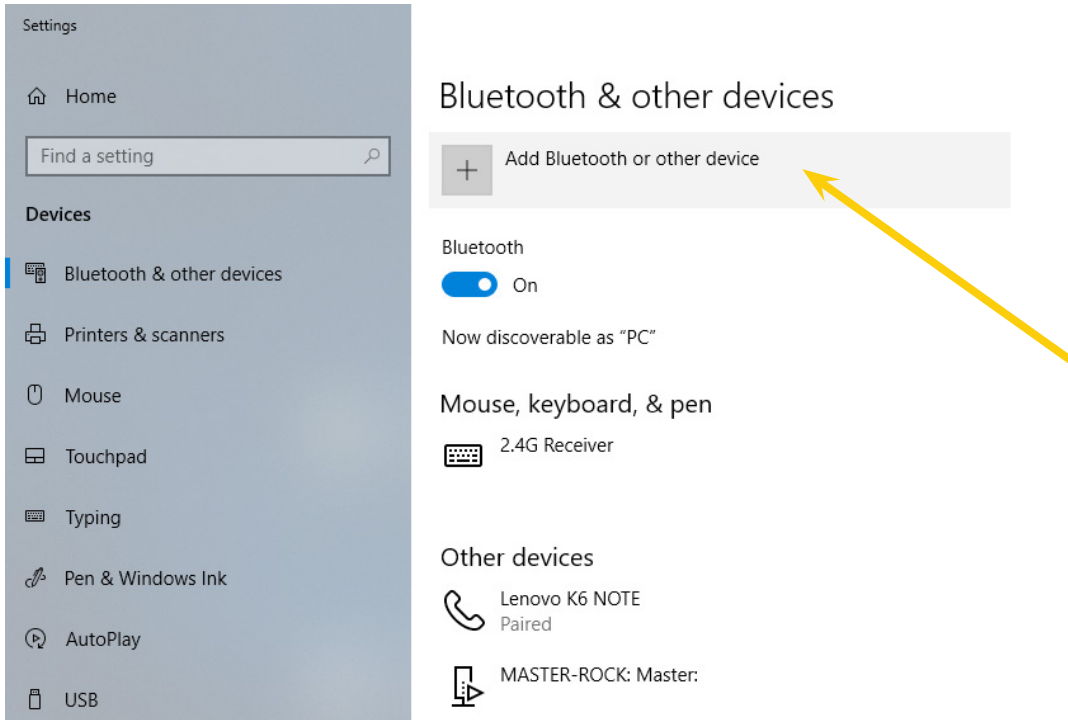 Settings
Home
Find a setting
Devices
Bluetooth & other devices
Printers & scanners
Mouse
Touchpad
Typing
Pen & Windows Ink
AutoPlay
USB
Bluetooth & other devices
Add Bluetooth or other device
Bluetooth
On
Now discoverable as “PC”
Mouse, keyboard, & pen
2.4G Receiver
Other devices
Lenovo K6 NOTE
Paired
MASTER-ROCK: Master: